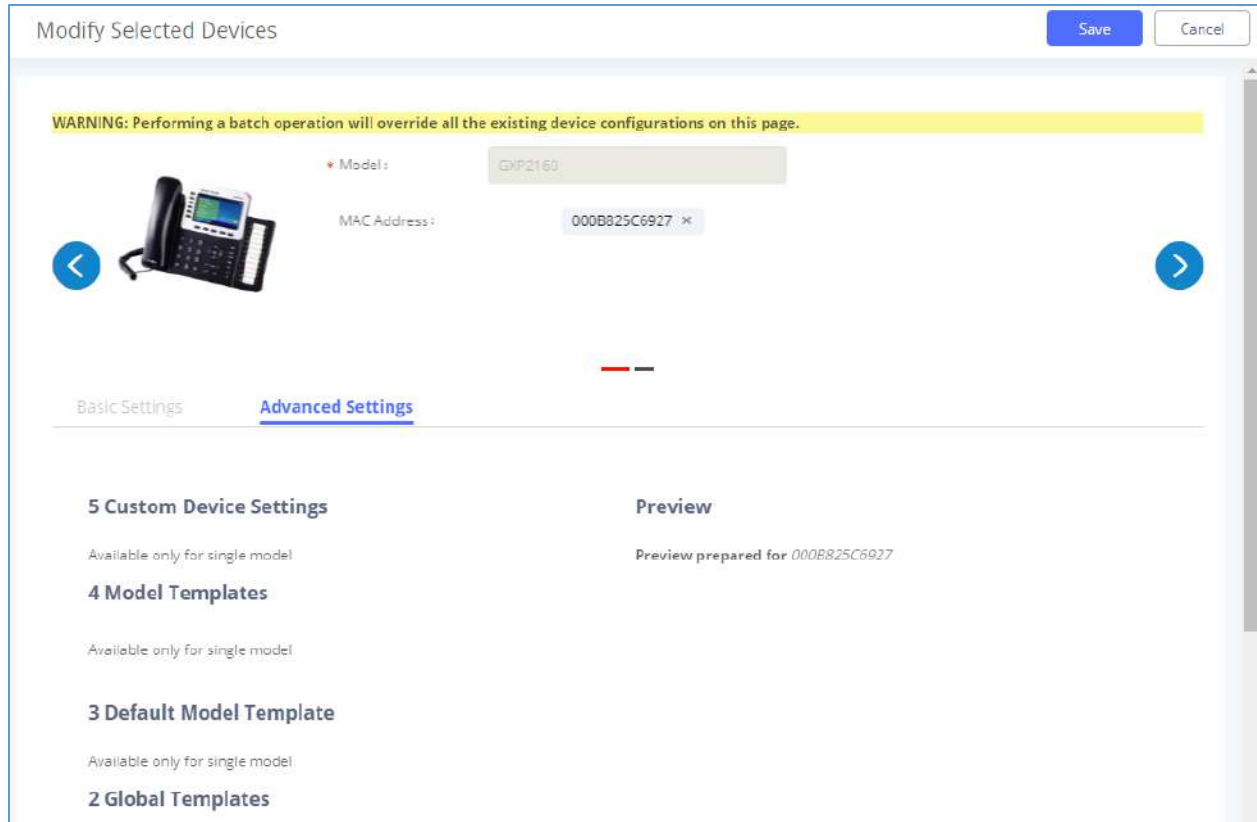 Modify Selected Devices
Save
Cancel
WARNING: Performing a batch operation will override all the existing device configurations on this page.
* Model :
GXP2160
MAC Address :
000B825C6927 ×
Basic Settings
Advanced Settings
5 Custom Device Settings
Preview
Available only for single model
Preview prepared for 000B825C6927
4 Model Templates
Available only for single model
3 Default Model Template
Available only for single model
2 Global Templates